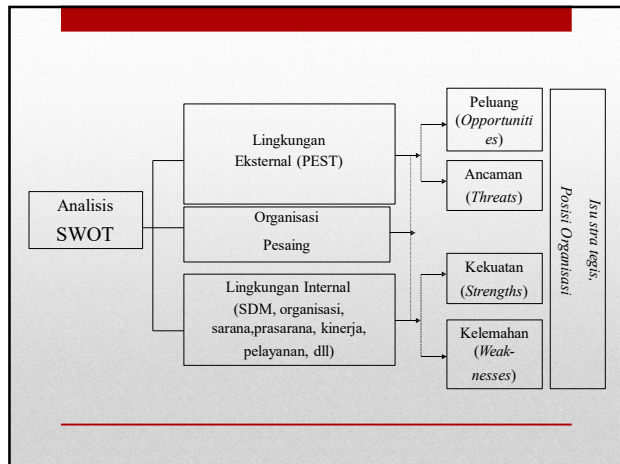 Analisis
SWOT
Lingkungan
Eksternal (PEST)
Organisasi
Pesaing
Lingkungan Internal
(SDM, organisasi,
sarana,prasarana, kinerja,
pelayanan, dll)
Peluang
(Opportuniti
es)
Ancaman
(Threats)
Kekuatan
(Strengths)
Kelemahan
(Weak-
nesses)
Isu stra tegis,
Posisi Organisasi